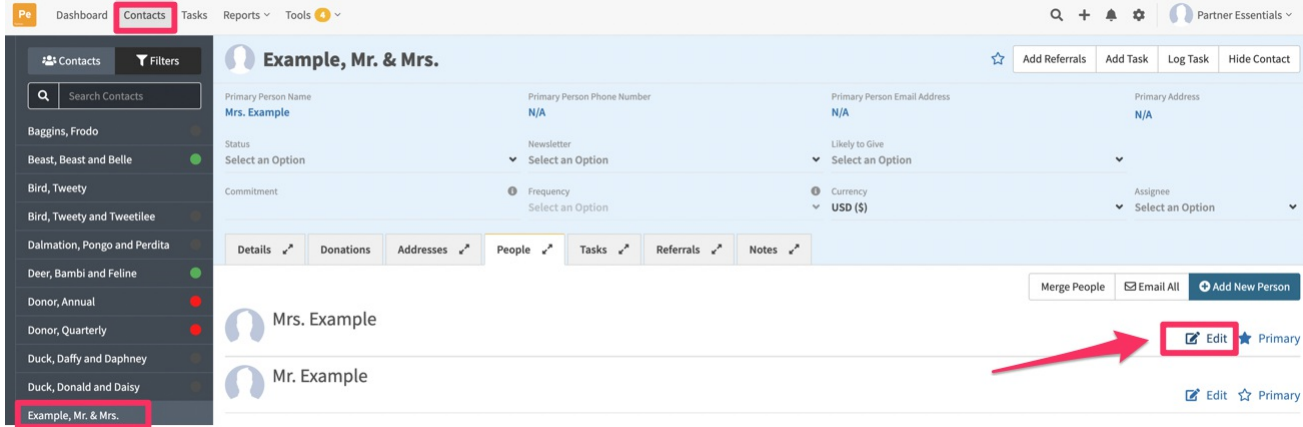 Pe Dashboard Contacts Tasks Reports Tools 4 Partner Essentials
Contacts Filters
Search Contacts
Baggins, Frodo
Beast, Beast and Belle
Bird, Tweety
Bird, Tweety and Tweetilee
Dalmation, Pongo and Perdita
Deer, Bambi and Feline
Donor, Annual
Donor, Quarterly
Duck, Daffy and Daphney
Duck, Donald and Daisy
Example, Mr. & Mrs.
Example, Mr. & Mrs. Add Referrals Add Task Log Task Hide Contact
Primary Person Name Primary Person Phone Number Primary Person Email Address Primary Address
Mrs. Example N/A N/A N/A
Status Newsletter Likely to Give
Select an Option Select an Option Select an Option
Commitment Frequency Currency Assignee
Select an Option USD ($) Select an Option
Details Donations Addresses People Tasks Referrals Notes
Merge People Email All Add New Person
Mrs. Example
Edit Primary
Mr. Example
Edit Primary